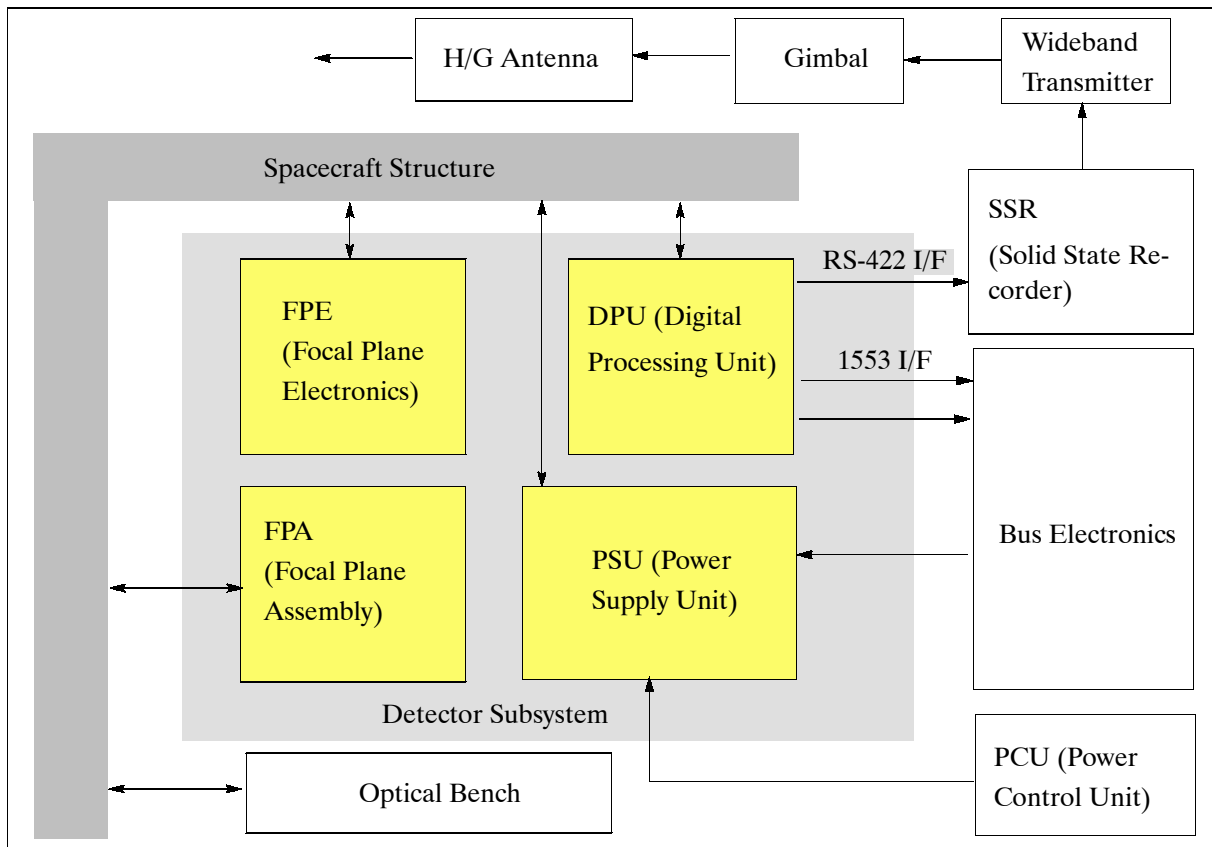 H/G Antenna
Gimbal
Wideband
Transmitter
Spacecraft Structure
SSR
(Solid State Re-
corder)
RS-422 I/F
FPE
(Focal Plane
Electronics)
DPU (Digital
Processing Unit)
1553 I/F
FPA
(Focal Plane
Assembly)
PSU (Power
Supply Unit)
Bus Electronics
Detector Subsystem
PCU (Power
Control Unit)
Optical Bench